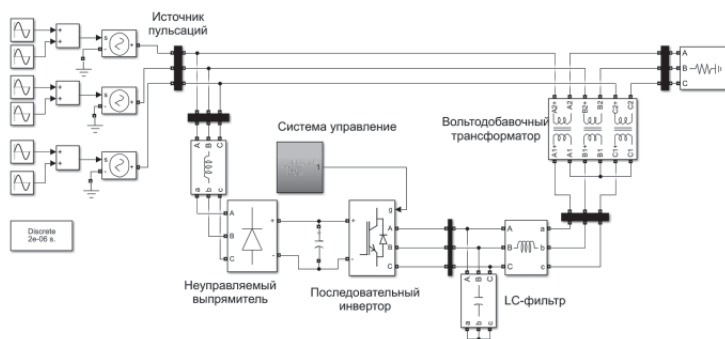 Источник
пульсаций
Система управление
Вольтодобавочный
трансформатор
Discrete
2e-06 s.
Неуправляемый
выпрямитель
Последовательный
инвертор
LC-фильтр
A
B
C
A2+
A2
B2+
B2
C2+
C2
A1+
A1
B1+
B1
C1+
C1
A
B
C
a
b
c
A
B
C
+
-
+
-
g
A
B
C
A
B
C
a
b
c
A
B
C
a
b
c
s
+
-
s
+
-
s
+
-